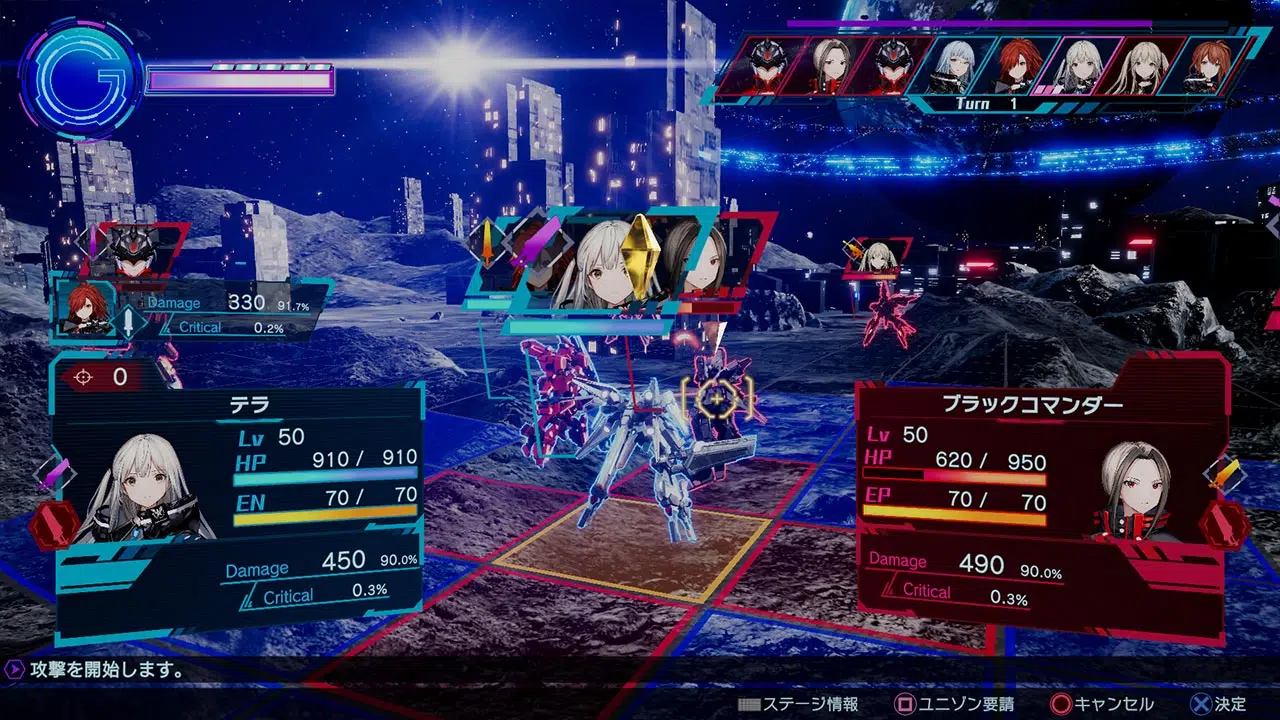 G
Turn 1
Damage 330 91.7%
Critical 0.2%
0
テラ
Lv 50
HP 910 / 910
EN 70 / 70
Damage 450 90.0%
Critical 0.3%
ブラックコマンダー
Lv 50
HP 620 / 950
EP 70 / 70
Damage 490 90.0%
Critical 0.3%
攻撃を開始します。
ステージ情報 ユニゾン要請 キャンセル 決定